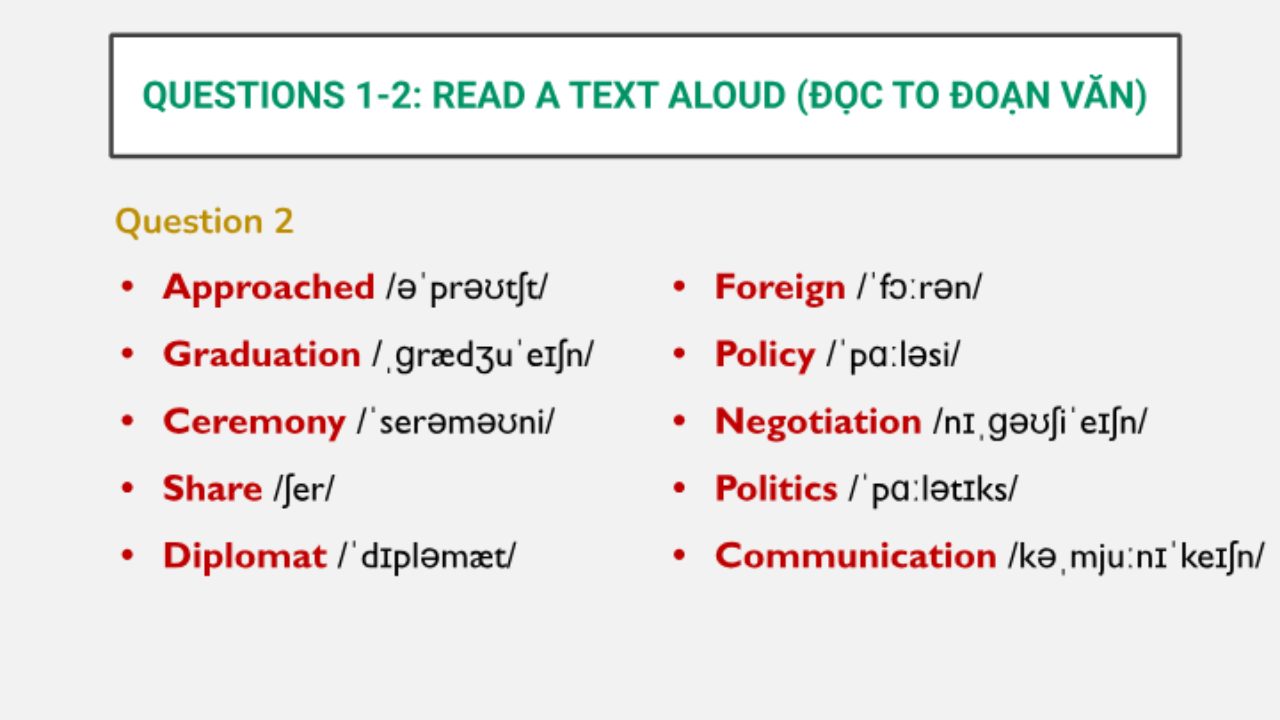 QUESTIONS 1-2: READ A TEXT ALOUD (ĐỌC TO ĐOẠN VĂN)
Question 2
• Approached /əˈprəʊtʃt/
• Graduation /ˌɡrædʒuˈeɪʃn/
• Ceremony /ˈserəməʊni/
• Share /ʃer/
• Diplomat /ˈdɪpləmæt/
• Foreign /ˈfɔːrən/
• Policy /ˈpɑːləsi/
• Negotiation /nɪˌɡəʊʃiˈeɪʃn/
• Politics /ˈpɑːlətɪks/
• Communication /kəˌmjuːnɪˈkeɪʃn/